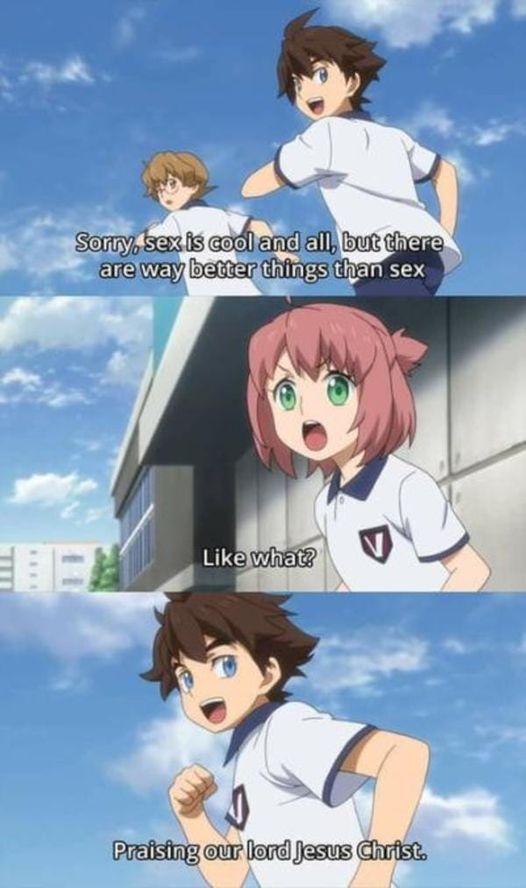 Sorry, sex is cool and all, but there
are way better things than sex
Like what?
V
V
Praising our lord Jesus Christ.